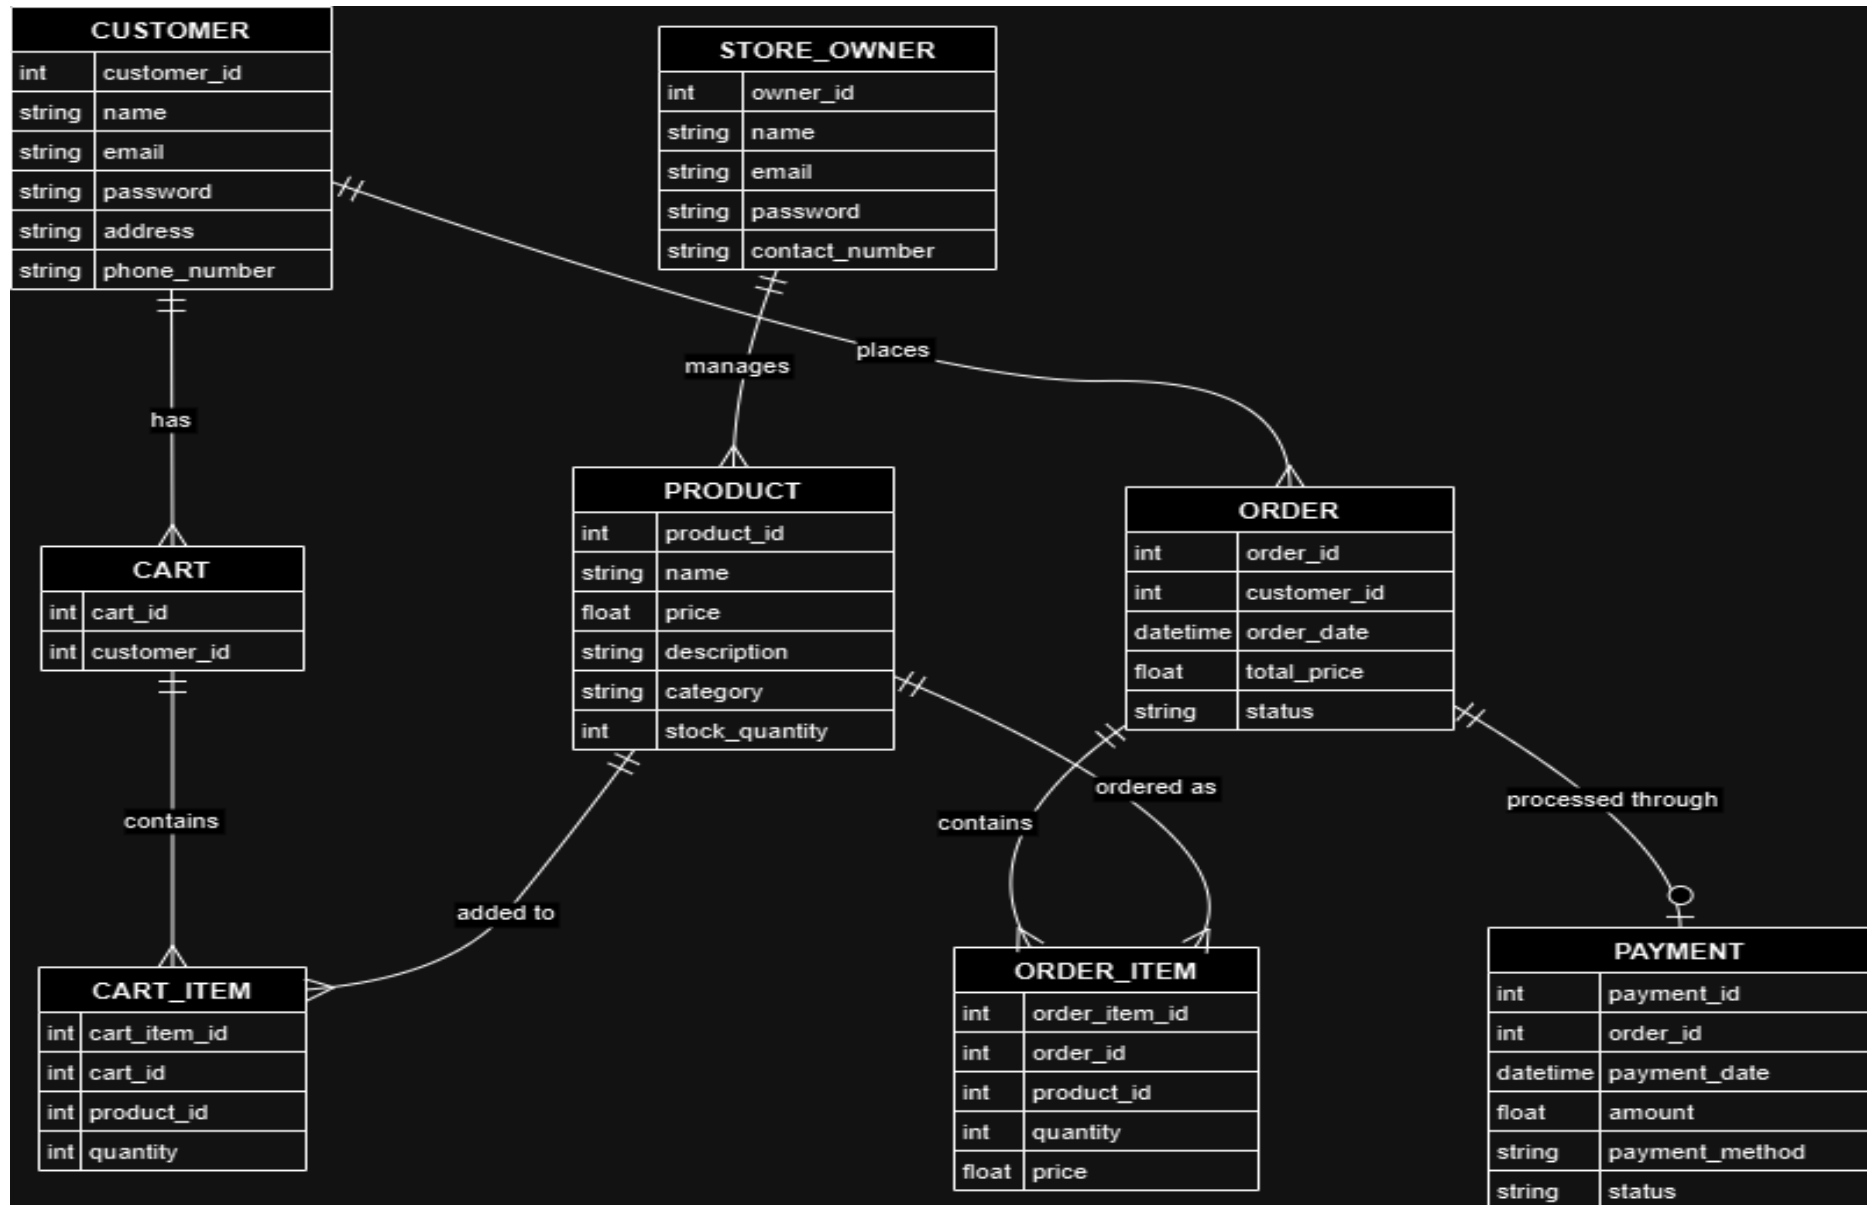 CUSTOMER
int customer_id
string name
string email
string password
string address
string phone_number
STORE_OWNER
int owner_id
string name
string email
string password
string contact_number
places
manages
has
PRODUCT
int product_id
string name
float price
string description
string category
int stock_quantity
ORDER
int order_id
int customer_id
datetime order_date
float total_price
string status
CART
int cart_id
int customer_id
ordered as
processed through
contains
contains
added to
CART_ITEM
int cart_item_id
int cart_id
int product_id
int quantity
ORDER_ITEM
int order_item_id
int order_id
int product_id
int quantity
float price
PAYMENT
int payment_id
int order_id
datetime payment_date
float amount
string payment_method
string status